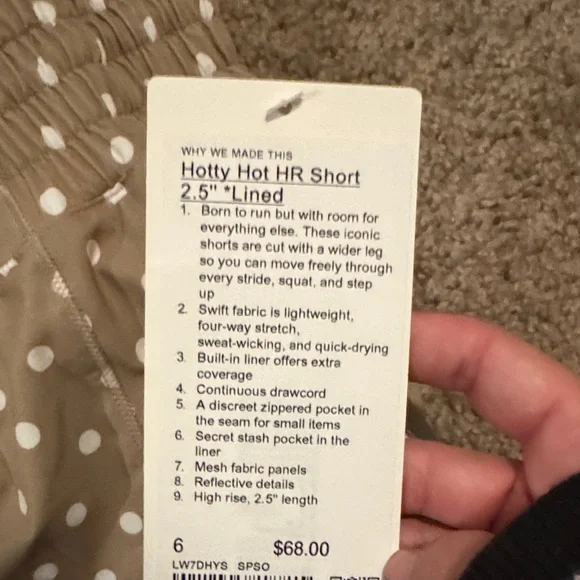 WHY WE MADE THIS
Hotty Hot HR Short
2.5" *Lined
1. Born to run but with room for
everything else. These iconic
shorts are cut with a wider leg
so you can move freely through
every stride, squat, and step
up
2. Swift fabric is lightweight,
four-way stretch,
sweat-wicking, and quick-drying
3. Built-in liner offers extra
coverage
4. Continuous drawcord
5. A discreet zippered pocket in
the seam for small items
6. Secret stash pocket in the
liner
7. Mesh fabric panels
8. Reflective details
9. High rise, 2.5" length
6 $68.00
LW7DHYS SPSO